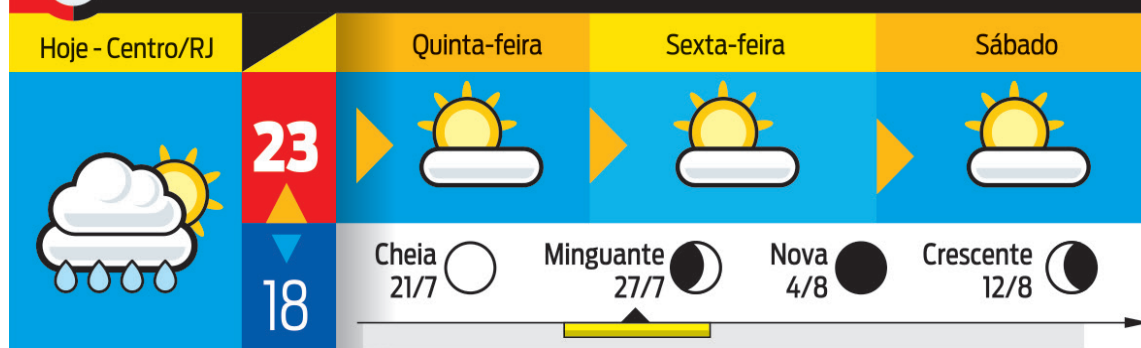 Hoje - Centro/RJ
23
18
Quinta-feira
Sexta-feira
Sábado
Cheia
21/7
Minguante
27/7
Nova
4/8
Crescente
12/8